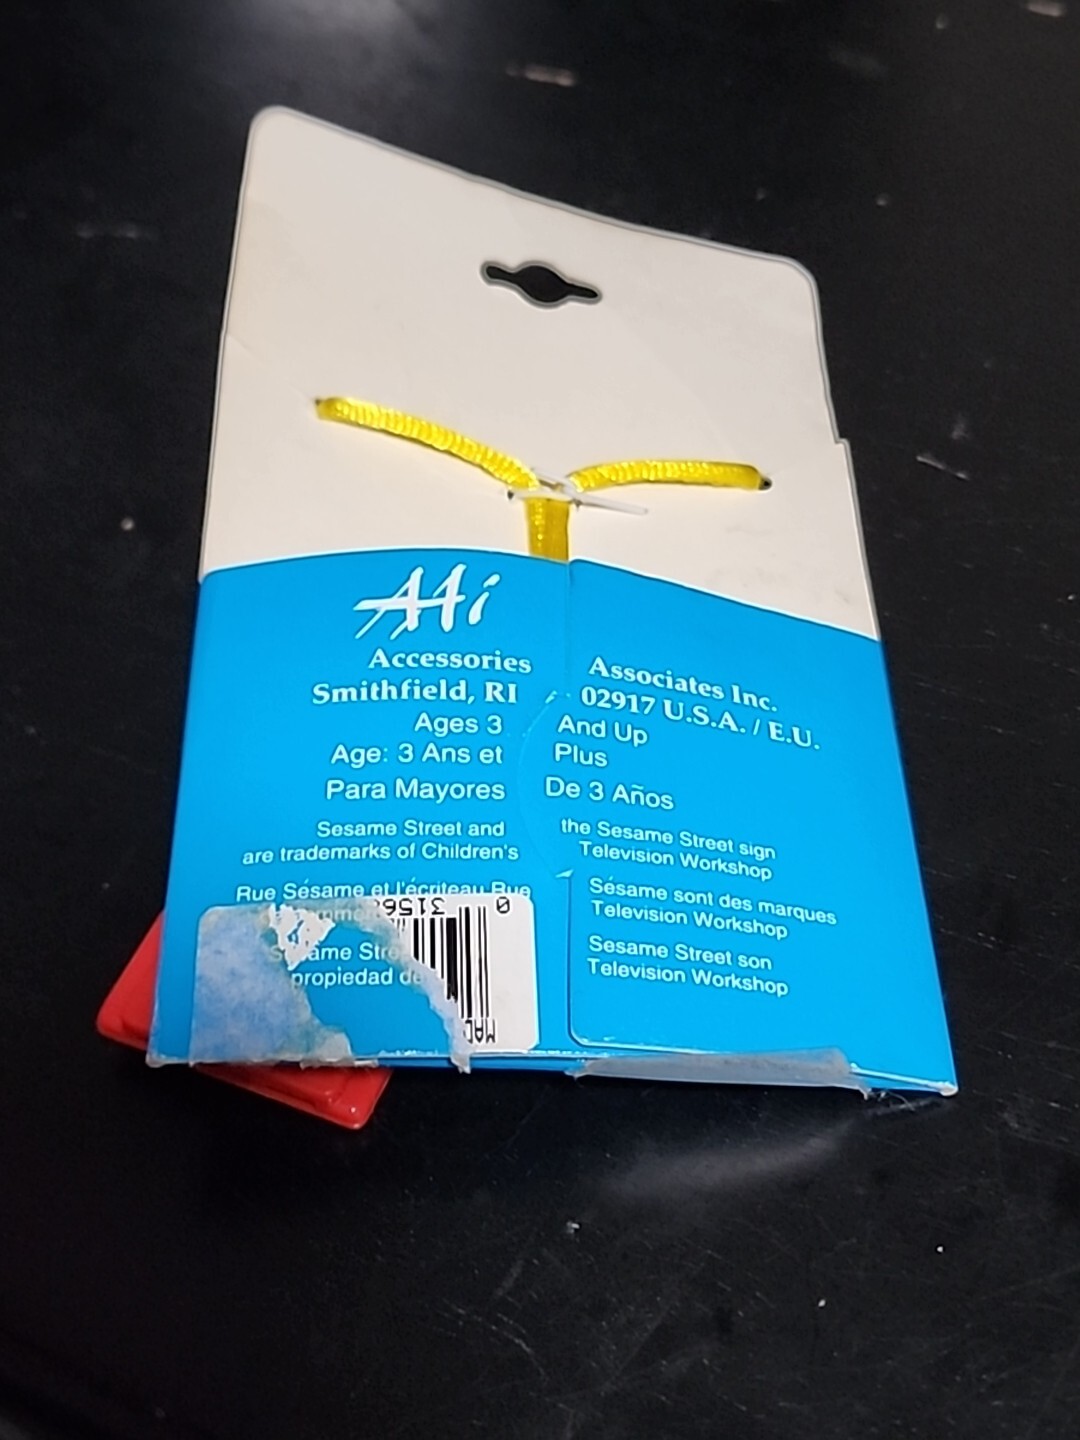 AAi
Accessories Associates Inc.
Smithfield, RI 02917 U.S.A. / E.U.
Ages 3 And Up
Age: 3 Ans et Plus
Para Mayores De 3 Años
Sesame Street and the Sesame Street sign
are trademarks of Children's Television Workshop
Rue Sésame et l'écriteau Rue Sésame sont des marques
Television Workshop
Sesame Street son
propiedad de Television Workshop
0 3156